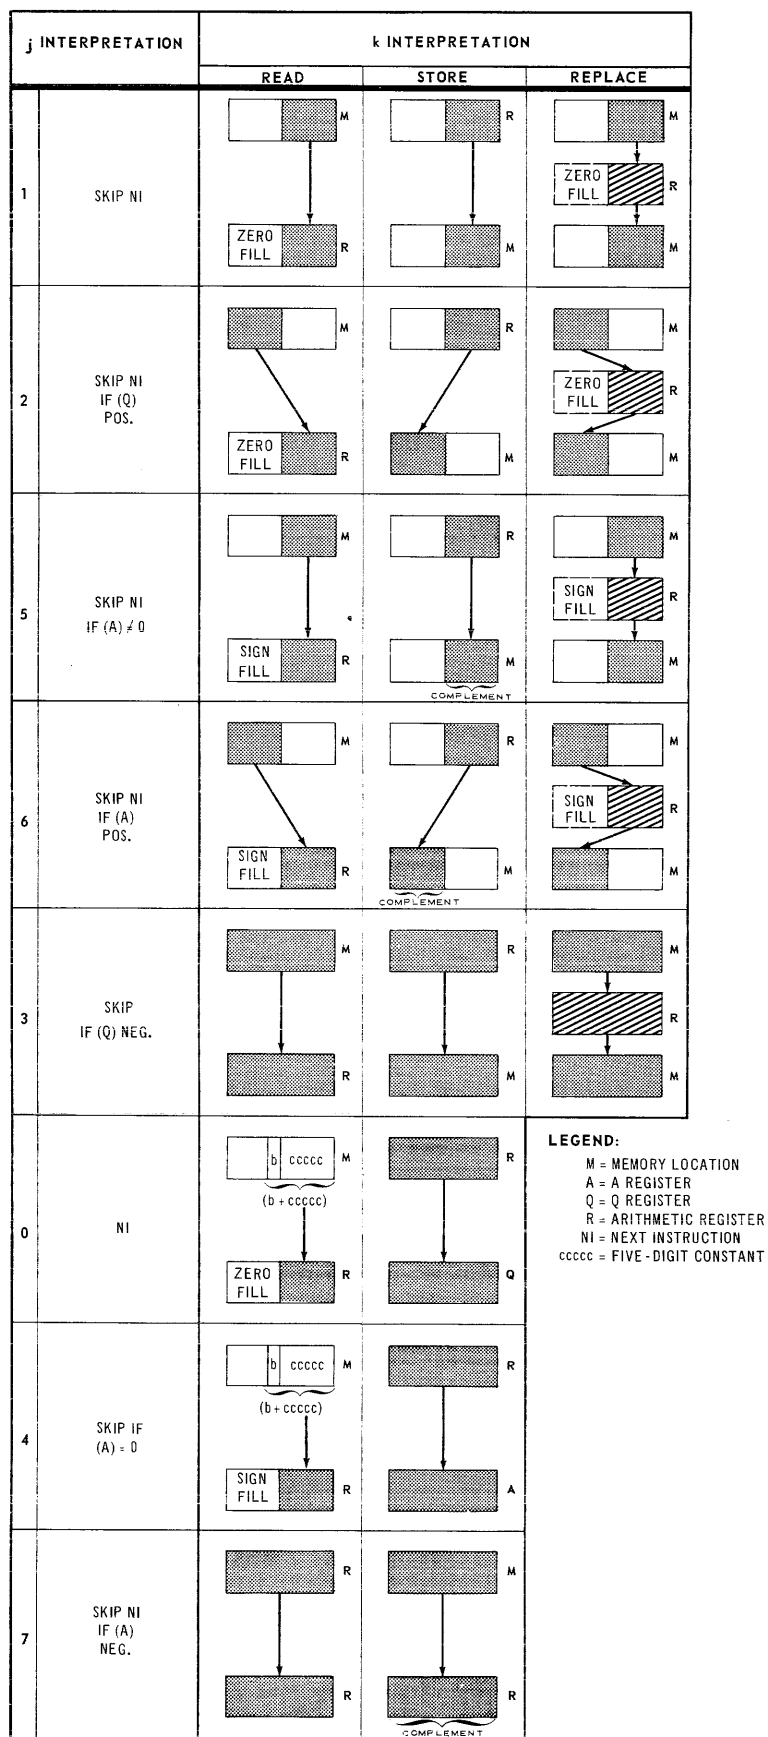 j INTERPRETATION
k INTERPRETATION
READ
STORE
REPLACE
1
SKIP NI
M
ZERO
FILL
R
R
M
M
ZERO
FILL
R
M
2
SKIP NI
IF (Q)
POS.
M
ZERO
FILL
R
R
M
M
ZERO
FILL
R
M
5
SKIP NI
IF (A) ≠ 0
M
SIGN
FILL
R
R
M
COMPLEMENT
M
SIGN
FILL
R
M
6
SKIP NI
IF (A)
POS.
M
SIGN
FILL
R
R
M
COMPLEMENT
M
SIGN
FILL
R
M
3
SKIP
IF (Q) NEG.
M
R
R
M
M
R
M
0
NI
b ccccc M
(b + ccccc)
ZERO
FILL
R
R
Q
LEGEND:
M = MEMORY LOCATION
A = A REGISTER
Q = Q REGISTER
R = ARITHMETIC REGISTER
NI = NEXT INSTRUCTION
ccccc = FIVE-DIGIT CONSTANT
4
SKIP IF
(A) = 0
b ccccc M
(b + ccccc)
SIGN
FILL
R
R
A
7
SKIP NI
IF (A)
NEG.
R
R
M
R
COMPLEMENT